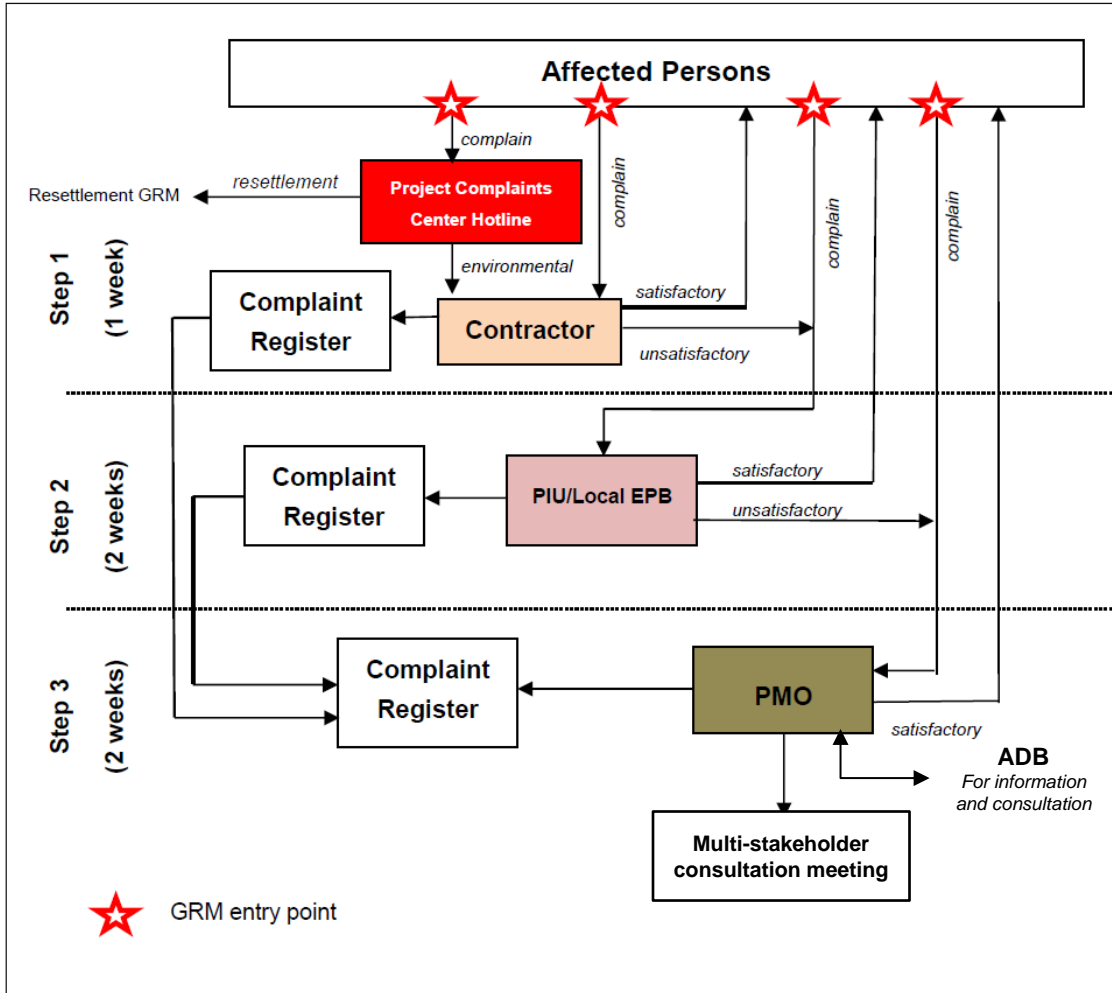 Affected Persons
complain
complain
complain
complain
Resettlement GRM
resettlement
Project Complaints
Center Hotline
environmental
Step 1
(1 week)
Complaint
Register
Contractor
satisfactory
unsatisfactory
Step 2
(2 weeks)
Complaint
Register
PIU/Local EPB
satisfactory
unsatisfactory
Step 3
(2 weeks)
Complaint
Register
PMO
satisfactory
ADB
For information
and consultation
Multi-stakeholder
consultation meeting
GRM entry point